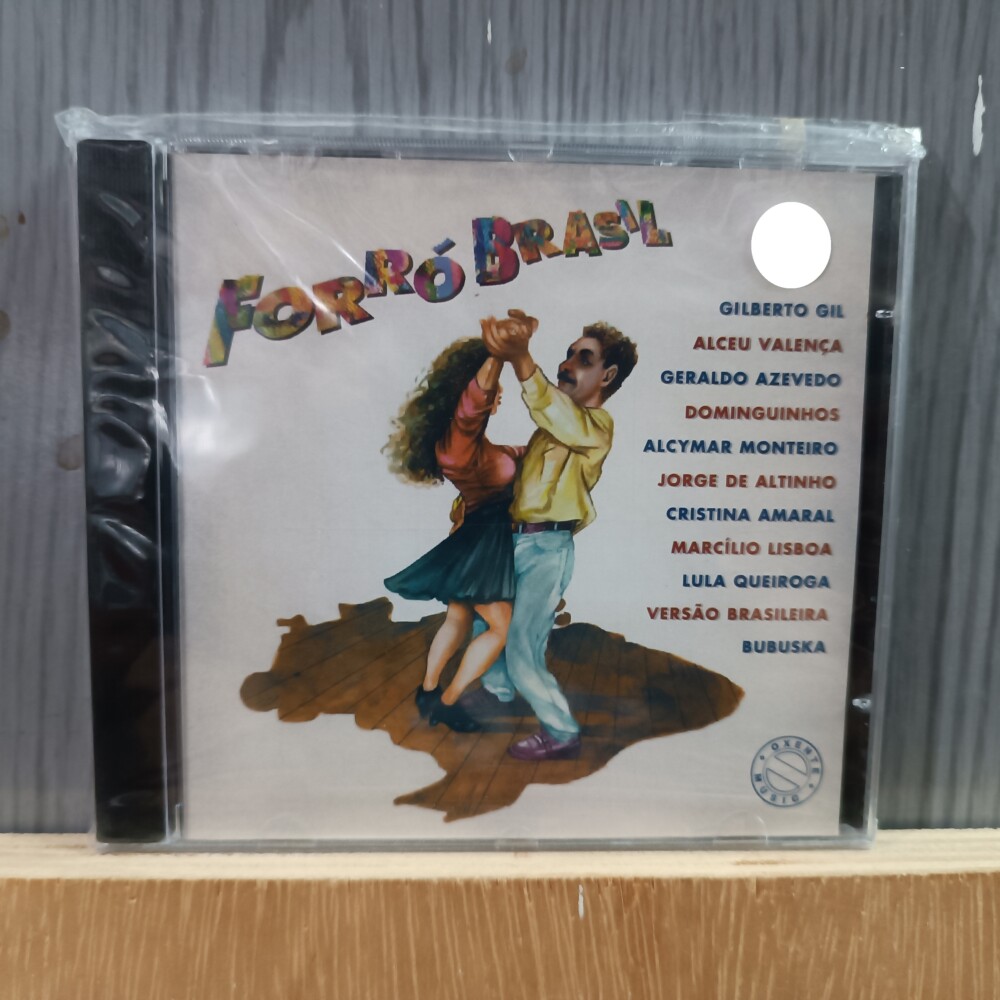 FORRÓ BRASIL
GILBERTO GIL
ALCEU VALENÇA
GERALDO AZEVEDO
DOMINGUINHOS
ALCYMAR MONTEIRO
JORGE DE ALTINHO
CRISTINA AMARAL
MARCÍLIO LISBOA
LULA QUEIROGA
VERSÃO BRASILEIRA
BUBUSKA
OXENTE
MUSIC